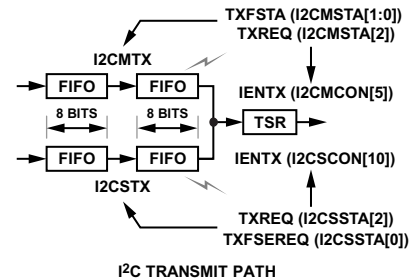 TXFSTA (I2CMSTA[1:0])
TXREQ (I2CMSTA[2])
I2CMTX
FIFO FIFO IENTX (I2CMCON[5])
8 BITS 8 BITS
TSR
FIFO FIFO IENTX (I2CSCON[10])
I2CSTX
TXREQ (I2CSSTA[2])
TXFSEREQ (I2CSSTA[0])
I²C TRANSMIT PATH